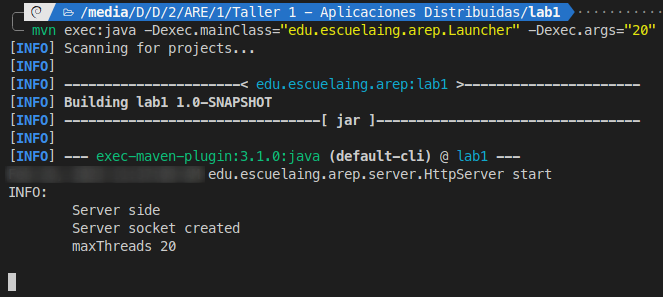 /media/D/D/2/ARE/1/Taller 1 – Aplicaciones Distribuidas/lab1
mvn exec:java –Dexec.mainClass="edu.escuelaing.arep.Launcher" –Dexec.args="20"
[INFO] Scanning for projects...
[INFO]
[INFO] ----------------------< edu.escuelaing.arep:lab1 >----------------------
[INFO] Building lab1 1.0–SNAPSHOT
[INFO] --------------------------------[ jar ]---------------------------------
[INFO]
[INFO] --- exec-maven-plugin:3.1.0:java (default-cli) @ lab1 ---
edu.escuelaing.arep.server.HttpServer start
INFO:
Server side
Server socket created
maxThreads 20